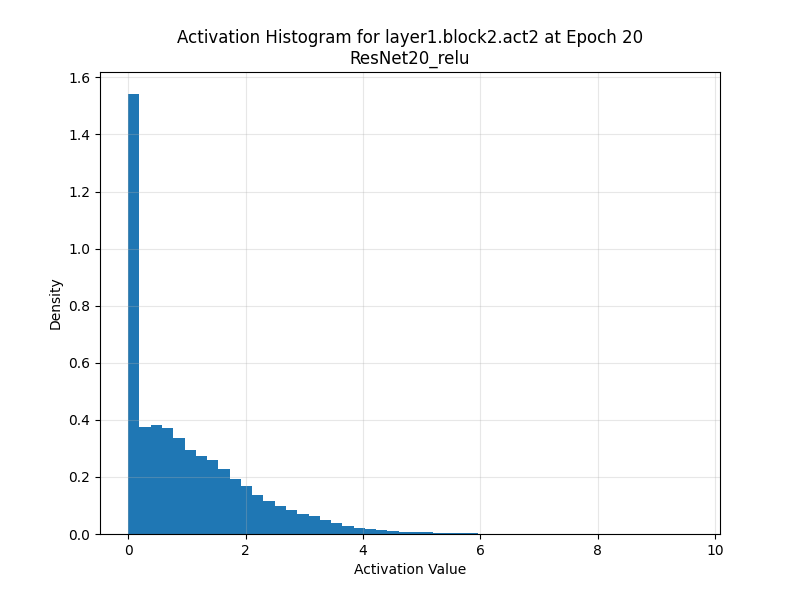 Activation Histogram for layer1.block2.act2 at Epoch 20
ResNet20_relu
1.6
1.4
1.2
1.0
0.8
0.6
0.4
0.2
0.0
Density
0 2 4 6 8 10
Activation Value